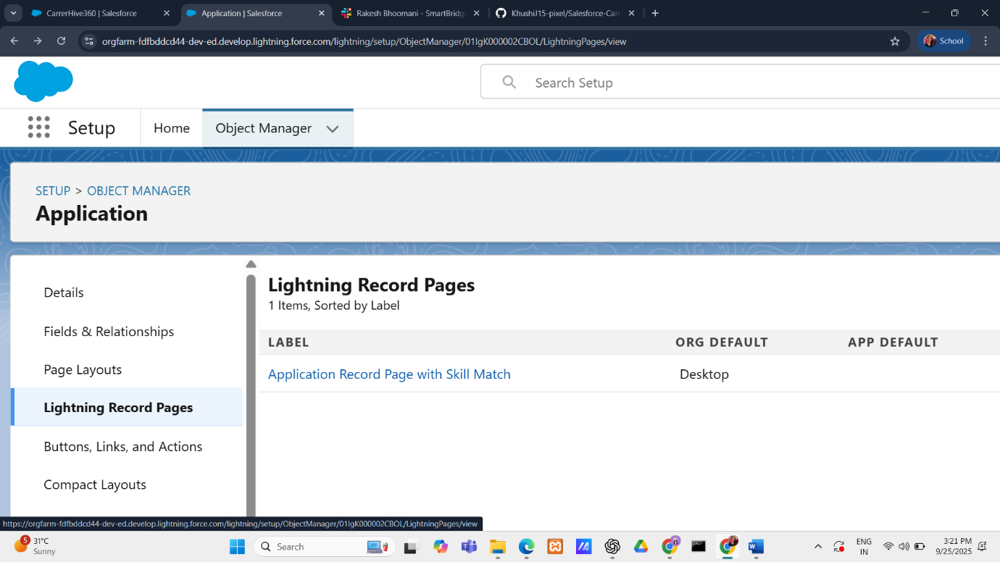 CarrerHive360 | Salesforce
Application | Salesforce
Rakesh Bhoomani - SmartBridge
KhushiJ15-pixel/Salesforce-Carr
orgfarm-fdfbddcd44-dev-ed.develop.lightning.force.com/lightning/setup/ObjectManager/01IgK000002CBOL/LightningPages/view
School
Search Setup
Setup
Home
Object Manager
SETUP > OBJECT MANAGER
Application
Details
Fields & Relationships
Page Layouts
Lightning Record Pages
Buttons, Links, and Actions
Compact Layouts
Lightning Record Pages
1 Items, Sorted by Label
LABEL
ORG DEFAULT
APP DEFAULT
Application Record Page with Skill Match
Desktop
https://orgfarm-fdfbddcd44-dev-ed.develop.lightning.force.com/lightning/setup/ObjectManager/01IgK000002CBOL/LightningPages/view
5
31°C
Sunny
Search
ENG
IN
3:21 PM
9/25/2025